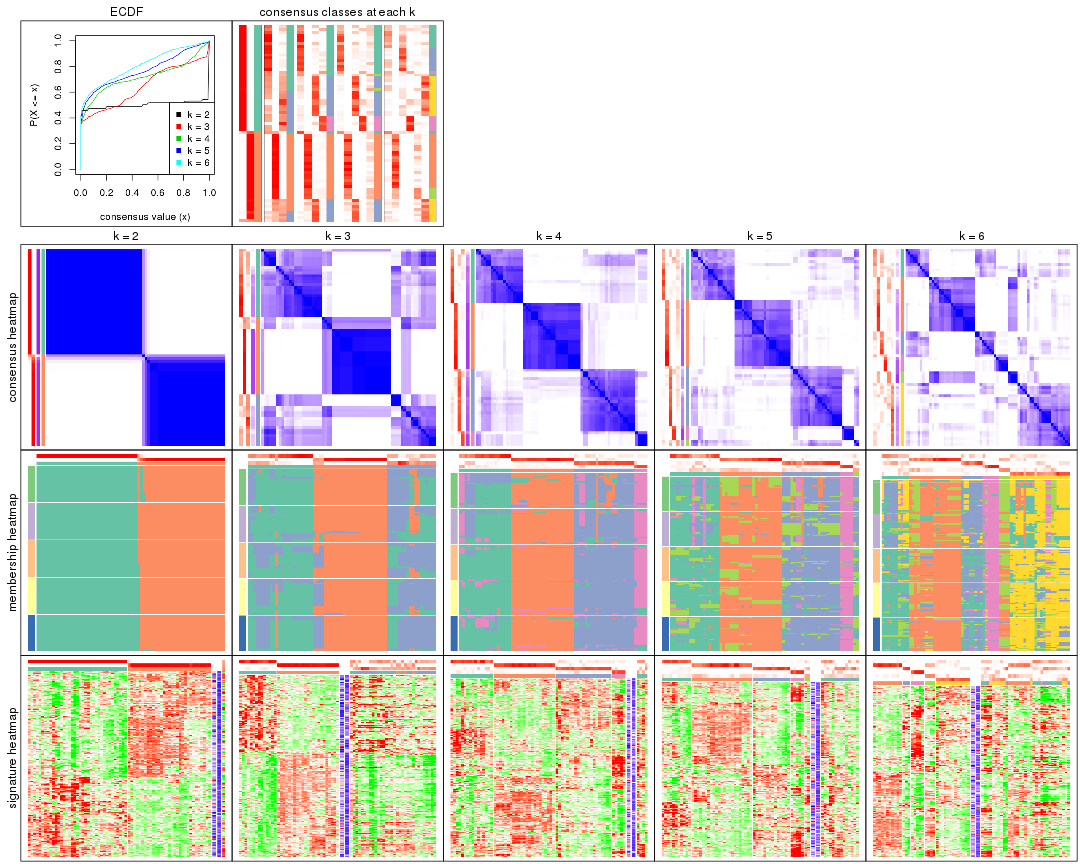 ECDF
consensus classes at each k
P(X <= x)
0.0 0.2 0.4 0.6 0.8 1.0
k = 2
k = 3
k = 4
k = 5
k = 6
0.0 0.2 0.4 0.6 0.8 1.0
consensus value (x)
k = 2
k = 3
k = 4
k = 5
k = 6
consensus heatmap
membership heatmap
signature heatmap